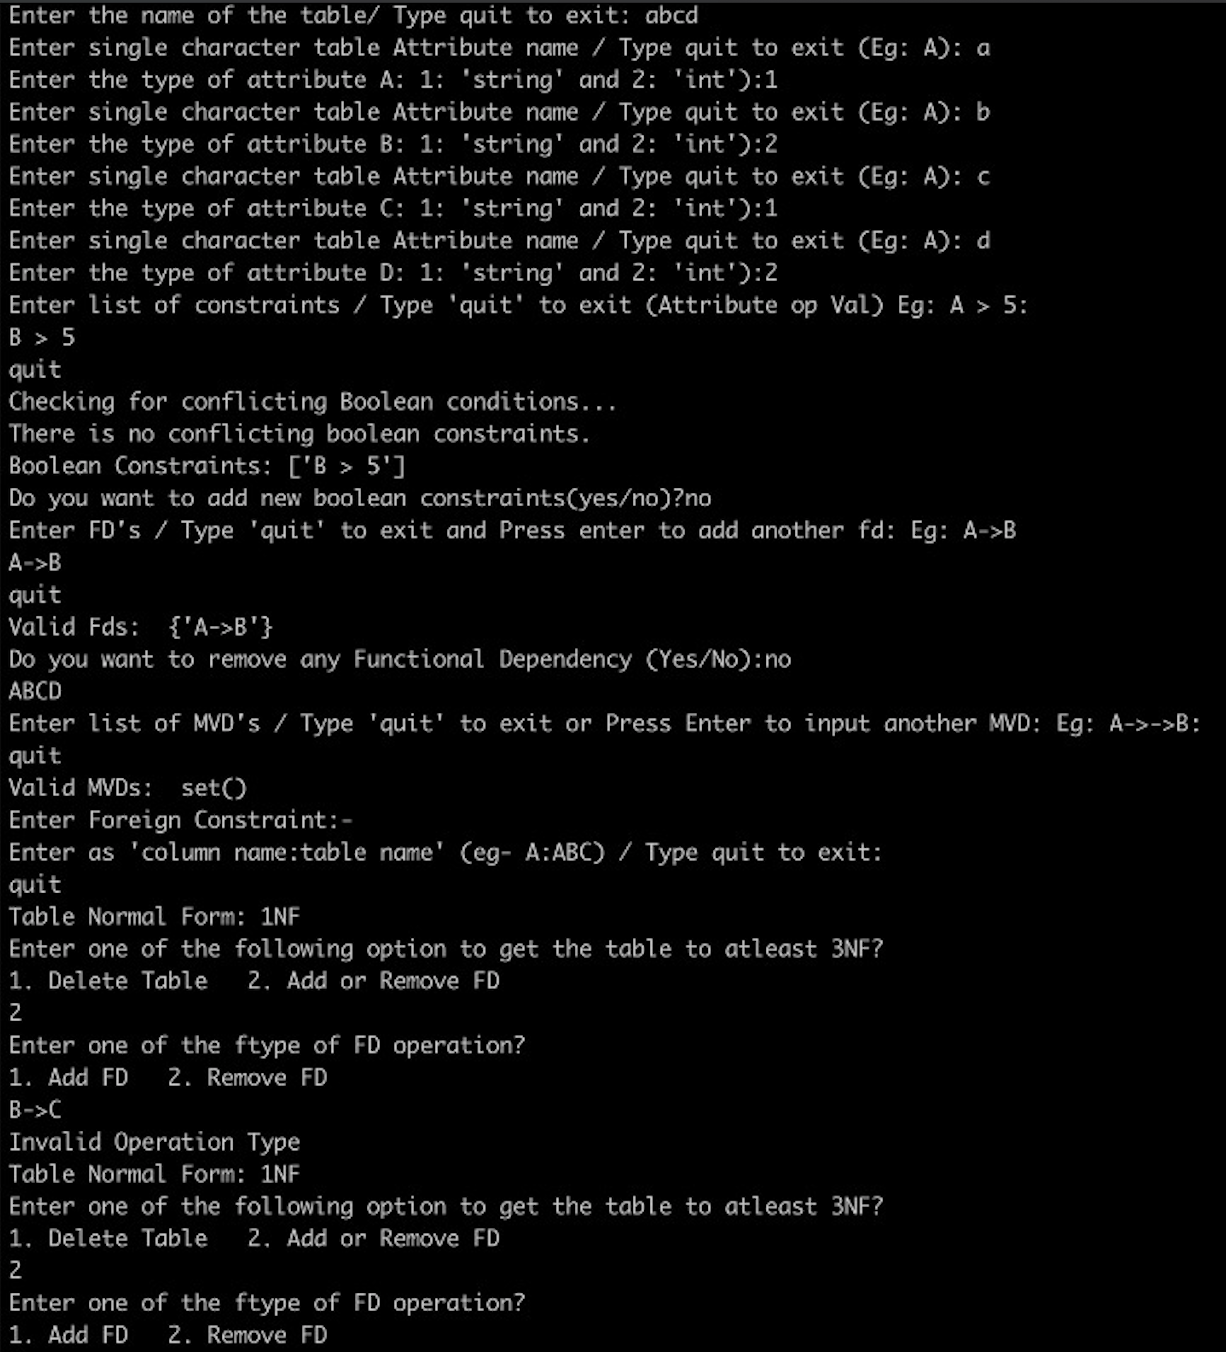 Enter the name of the table/ Type quit to exit: abcd
Enter single character table Attribute name / Type quit to exit (Eg: A): a
Enter the type of attribute A: 1: 'string' and 2: 'int'):1
Enter single character table Attribute name / Type quit to exit (Eg: A): b
Enter the type of attribute B: 1: 'string' and 2: 'int'):2
Enter single character table Attribute name / Type quit to exit (Eg: A): c
Enter the type of attribute C: 1: 'string' and 2: 'int'):1
Enter single character table Attribute name / Type quit to exit (Eg: A): d
Enter the type of attribute D: 1: 'string' and 2: 'int'):2
Enter list of constraints / Type 'quit' to exit (Attribute op Val) Eg: A > 5:
B > 5
quit
Checking for conflicting Boolean conditions...
There is no conflicting boolean constraints.
Boolean Constraints: ['B > 5']
Do you want to add new boolean constraints(yes/no)?no
Enter FD's / Type 'quit' to exit and Press enter to add another fd: Eg: A->B
A->B
quit
Valid Fds:  {'A->B'}
Do you want to remove any Functional Dependency (Yes/No):no
ABCD
Enter list of MVD's / Type 'quit' to exit or Press Enter to input another MVD: Eg: A->->B:
quit
Valid MVDs:  set()
Enter Foreign Constraint:-
Enter as 'column name:table name' (eg- A:ABC) / Type quit to exit:
quit
Table Normal Form: 1NF
Enter one of the following option to get the table to atleast 3NF?
1. Delete Table   2. Add or Remove FD
2
Enter one of the ftype of FD operation?
1. Add FD   2. Remove FD
B->C
Invalid Operation Type
Table Normal Form: 1NF
Enter one of the following option to get the table to atleast 3NF?
1. Delete Table   2. Add or Remove FD
2
Enter one of the ftype of FD operation?
1. Add FD   2. Remove FD